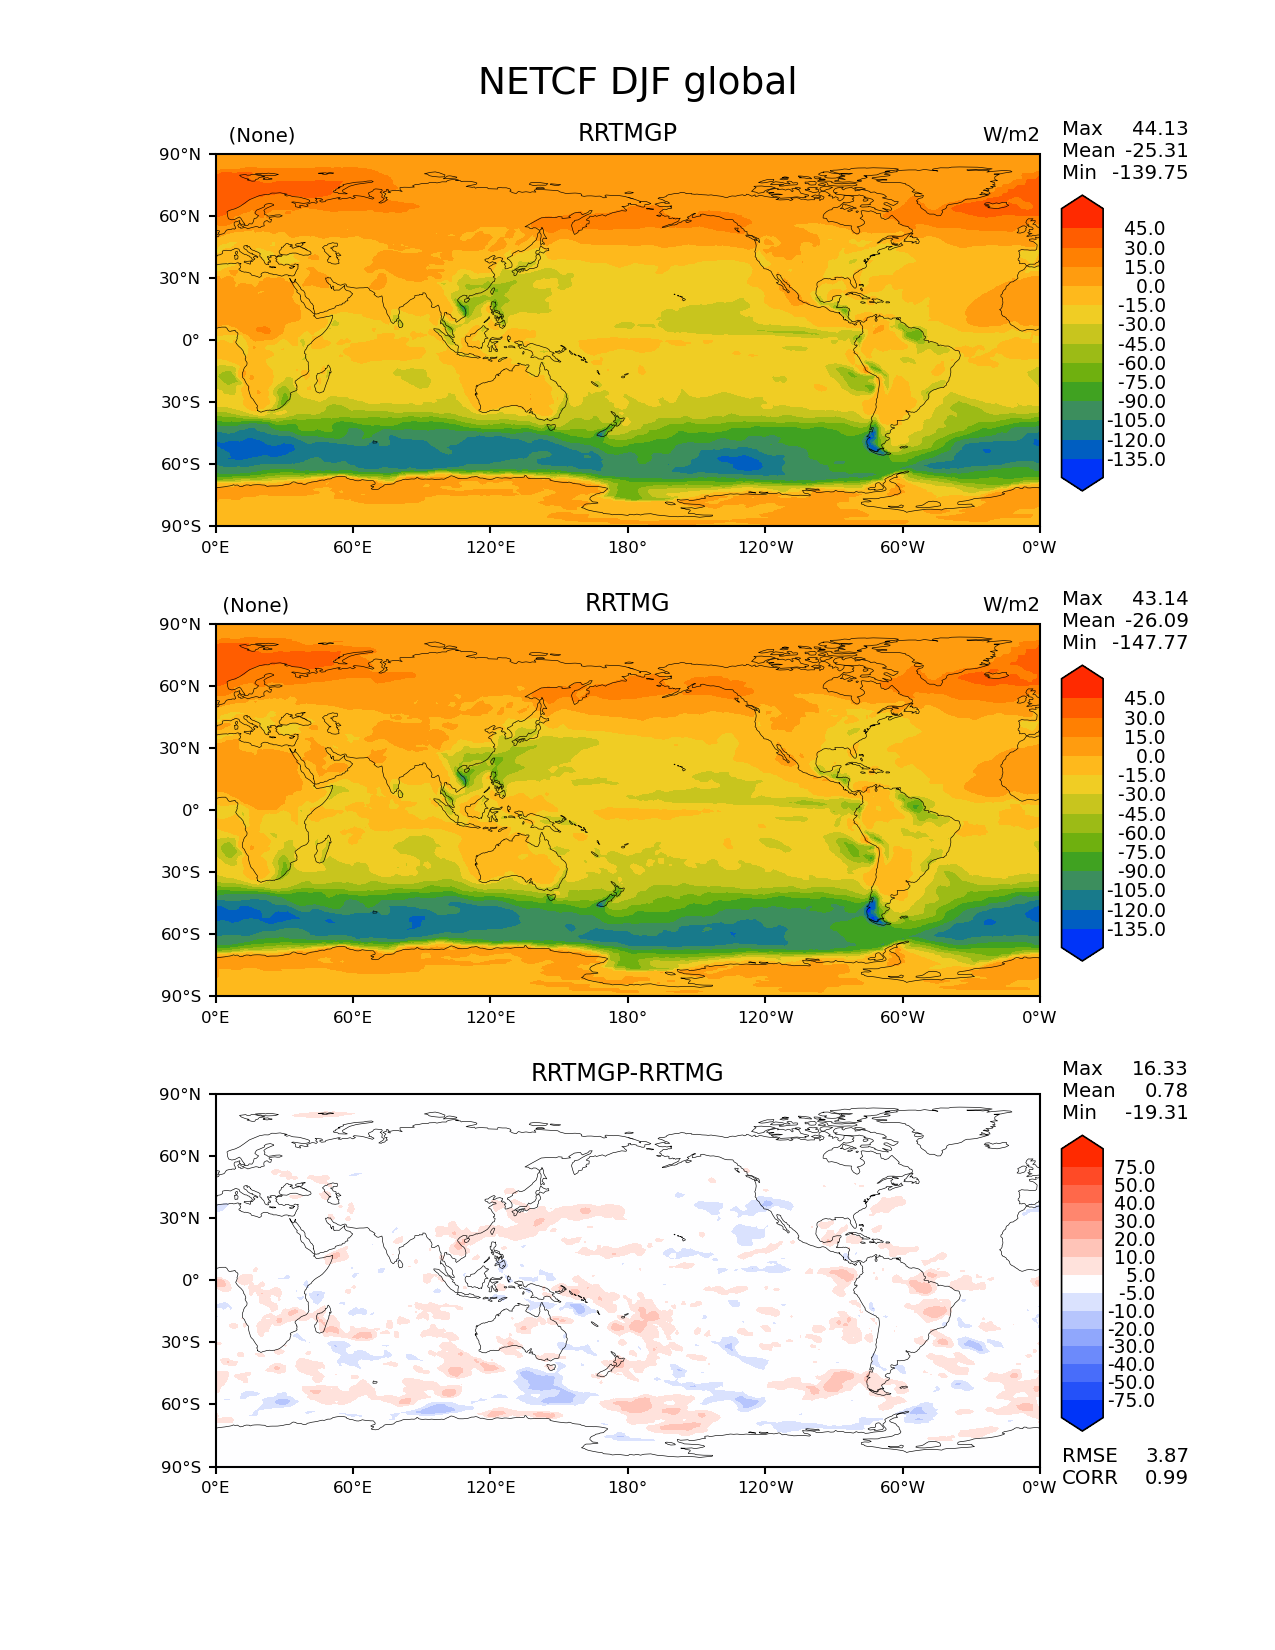 NETCF DJF global
(None) RRTMGP W/m2
Max 44.13
Mean -25.31
Min -139.75
90°N
60°N
30°N
0°
30°S
60°S
90°S
0°E 60°E 120°E 180° 120°W 60°W 0°W
45.0
30.0
15.0
0.0
-15.0
-30.0
-45.0
-60.0
-75.0
-90.0
-105.0
-120.0
-135.0
(None) RRTMG W/m2
Max 43.14
Mean -26.09
Min -147.77
90°N
60°N
30°N
0°
30°S
60°S
90°S
0°E 60°E 120°E 180° 120°W 60°W 0°W
45.0
30.0
15.0
0.0
-15.0
-30.0
-45.0
-60.0
-75.0
-90.0
-105.0
-120.0
-135.0
RRTMGP-RRTMG
Max 16.33
Mean 0.78
Min -19.31
90°N
60°N
30°N
0°
30°S
60°S
90°S
0°E 60°E 120°E 180° 120°W 60°W 0°W
75.0
50.0
40.0
30.0
20.0
10.0
5.0
-5.0
-10.0
-20.0
-30.0
-40.0
-50.0
-75.0
RMSE 3.87
CORR 0.99